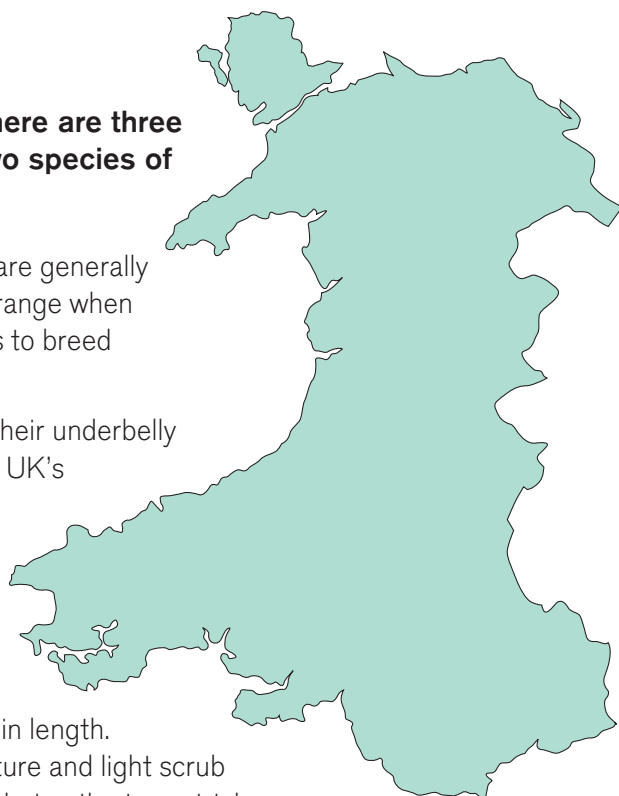 here are three
wo species of
are generally
range when
s to breed
heir underbelly
UK’s
in length.
ture and light scrub